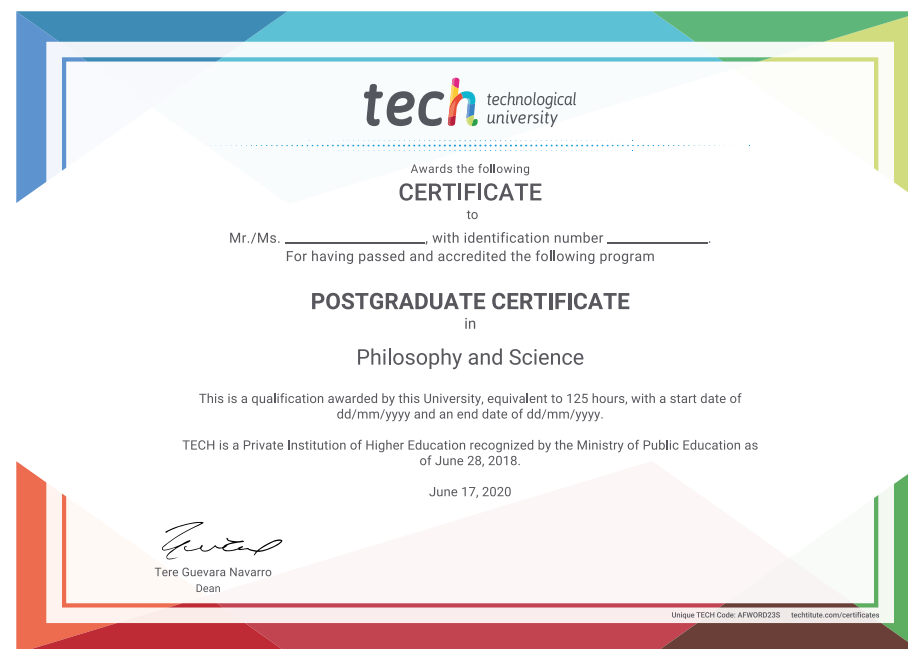 tech technological
university
Awards the following
CERTIFICATE
to
Mr./Ms. ____________________, with identification number ______________.
For having passed and accredited the following program
POSTGRADUATE CERTIFICATE
in
Philosophy and Science
This is a qualification awarded by this University, equivalent to 125 hours, with a start date of
dd/mm/yyyy and an end date of dd/mm/yyyy.
TECH is a Private Institution of Higher Education recognized by the Ministry of Public Education as
of June 28, 2018.
June 17, 2020
Tere Guevara Navarro
Dean
Unique TECH Code: AFWORD23S techtitute.com/certificates